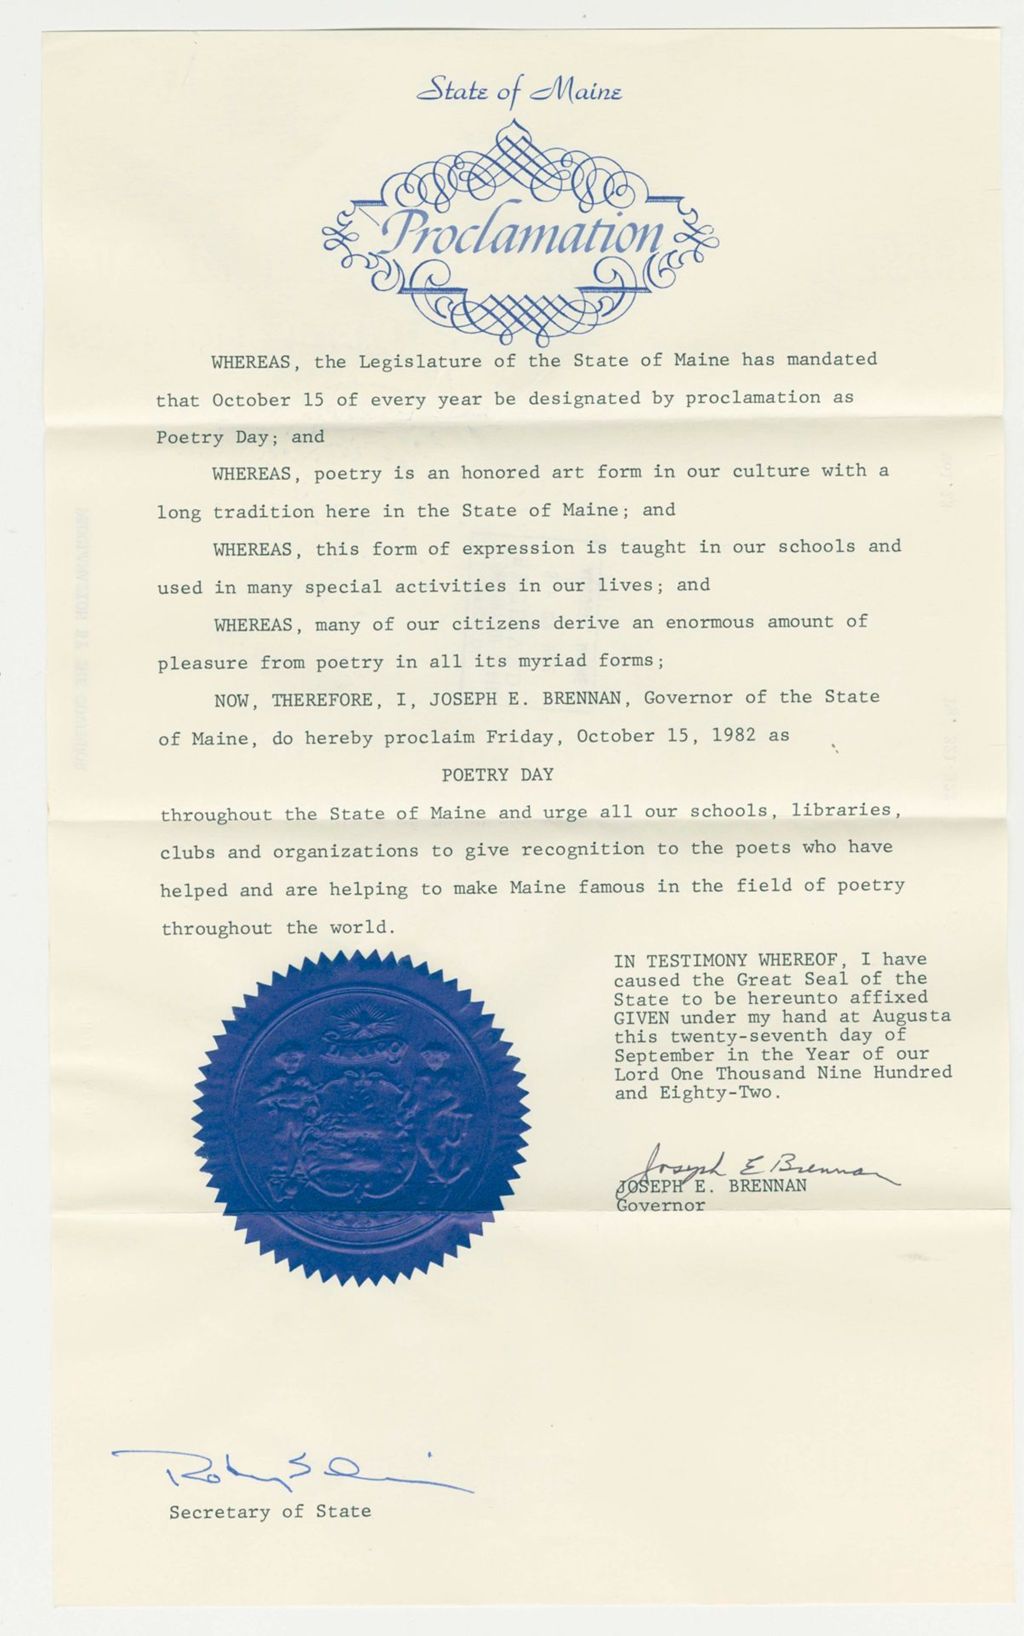 State of Maine
Proclamation
WHEREAS, the Legislature of the State of Maine has mandated
that October 15 of every year be designated by proclamation as
Poetry Day; and
WHEREAS, poetry is an honored art form in our culture with a
long tradition here in the State of Maine; and
WHEREAS, this form of expression is taught in our schools and
used in many special activities in our lives; and
WHEREAS, many of our citizens derive an enormous amount of
pleasure from poetry in all its myriad forms;
NOW, THEREFORE, I, JOSEPH E. BRENNAN, Governor of the State
of Maine, do hereby proclaim Friday, October 15, 1982 as
POETRY DAY
throughout the State of Maine and urge all our schools, libraries,
clubs and organizations to give recognition to the poets who have
helped and are helping to make Maine famous in the field of poetry
throughout the world.
IN TESTIMONY WHEREOF, I have
caused the Great Seal of the
State to be hereunto affixed
GIVEN under my hand at Augusta
this twenty-seventh day of
September in the Year of our
Lord One Thousand Nine Hundred
and Eighty-Two.
Joseph E Brennan
JOSEPH E. BRENNAN
Governor
Secretary of State